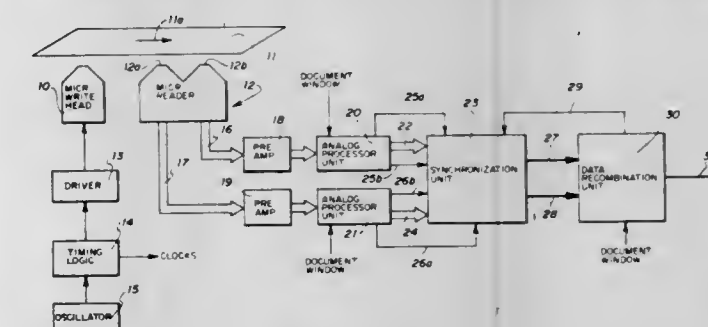 11a
11
12a
12b
MICR WRITE HEAD
10
MICR READER
12
16
17
18
PRE AMP
19
PRE AMP
DOCUMENT WINDOW
20
ANALOG PROCESSOR UNIT
25a
22
25b
26b
ANALOG PROCESSOR UNIT
21
24
26a
DOCUMENT WINDOW
23
SYNCHRONIZATION UNIT
29
27
28
30
DATA RECOMBINATION UNIT
DOCUMENT WINDOW
13
DRIVER
14
TIMING LOGIC
CLOCKS
15
OSCILLATOR